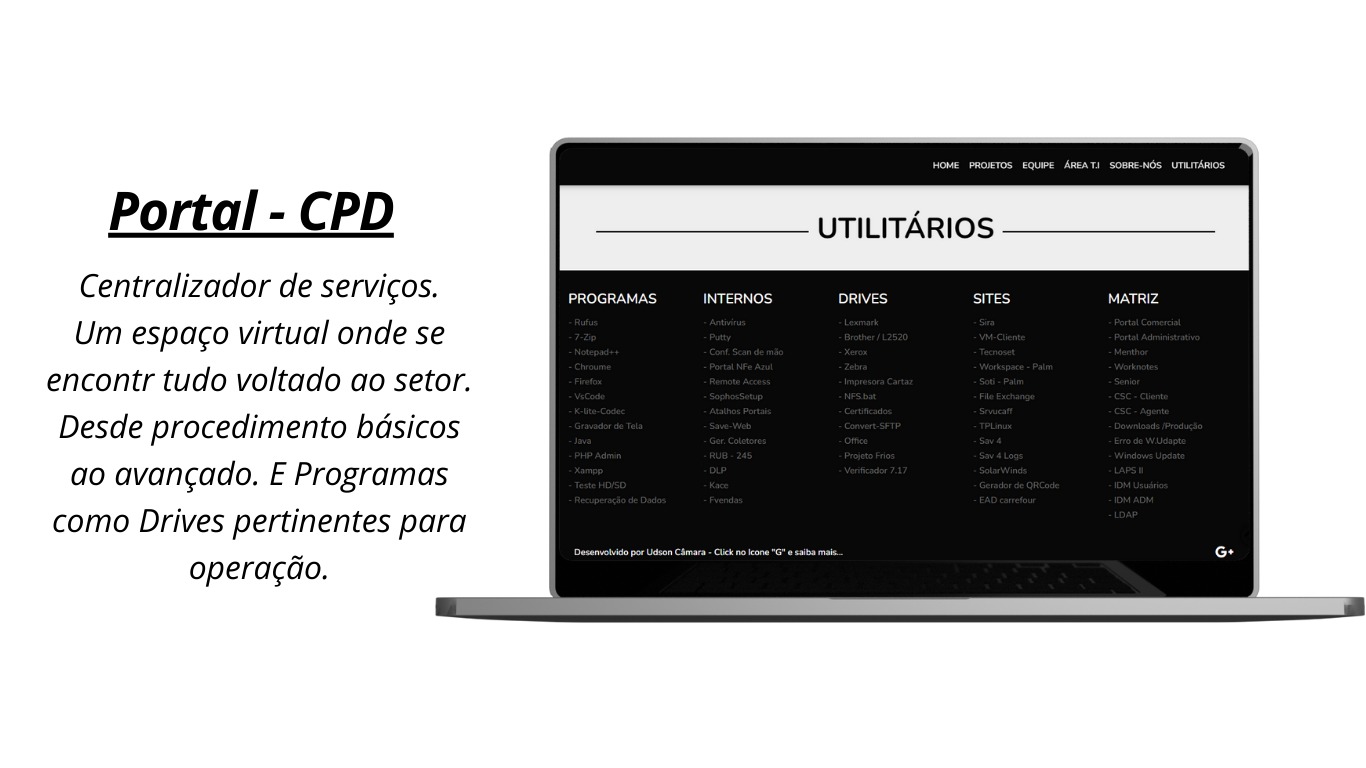 Portal - CPD
Centralizador de serviços.
Um espaço virtual onde se
encontr tudo voltado ao setor.
Desde procedimento básicos
ao avançado. E Programas
como Drives pertinentes para
operação.
HOME PROJETOS EQUIPE ÁREA T.I SOBRE-NÓS UTILITÁRIOS
UTILITÁRIOS
PROGRAMAS
- Rufus
- 7-Zip
- Notepad++
- Chroume
- Firefox
- VsCode
- K-lite-Codec
- Gravador de Tela
- Java
- PHP Admin
- Xampp
- Teste HD/SD
- Recuperação de Dados
INTERNOS
- Antivírus
- Putty
- Conf. Scan de mão
- Portal NFe Azul
- Remote Access
- SophosSetup
- Atalhos Portais
- Save-Web
- Ger. Coletores
- RUB - 245
- DLP
- Kace
- Fvendas
DRIVES
- Lexmark
- Brother / L2520
- Xerox
- Zebra
- Impresora Cartaz
- NFS.bat
- Certificados
- Convert-SFTP
- Office
- Projeto Frios
- Verificador 7.17
SITES
- Sira
- VM-Cliente
- Tecnoset
- Workspace - Palm
- Soti - Palm
- File Exchange
- Srvucaff
- TPLinux
- Sav 4
- Sav 4 Logs
- SolarWinds
- Gerador de QRCode
- EAD carrefour
MATRIZ
- Portal Comercial
- Portal Administrativo
- Menthor
- Worknotes
- Senior
- CSC - Cliente
- CSC - Agente
- Downloads /Produção
- Erro de W.Udapte
- Windows Update
- LAPS II
- IDM Usuários
- IDM ADM
- LDAP
Desenvolvido por Udson Câmara - Click no Icone "G" e saiba mais...
G+